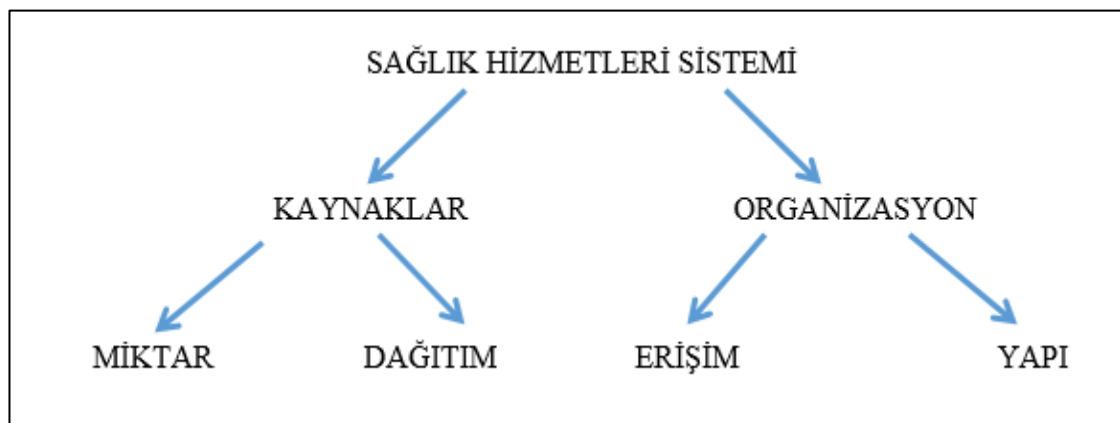 SAĞLIK HİZMETLERİ SİSTEMİ
KAYNAKLAR ORGANİZASYON
MİKTAR DAĞITIM ERİŞİM YAPI